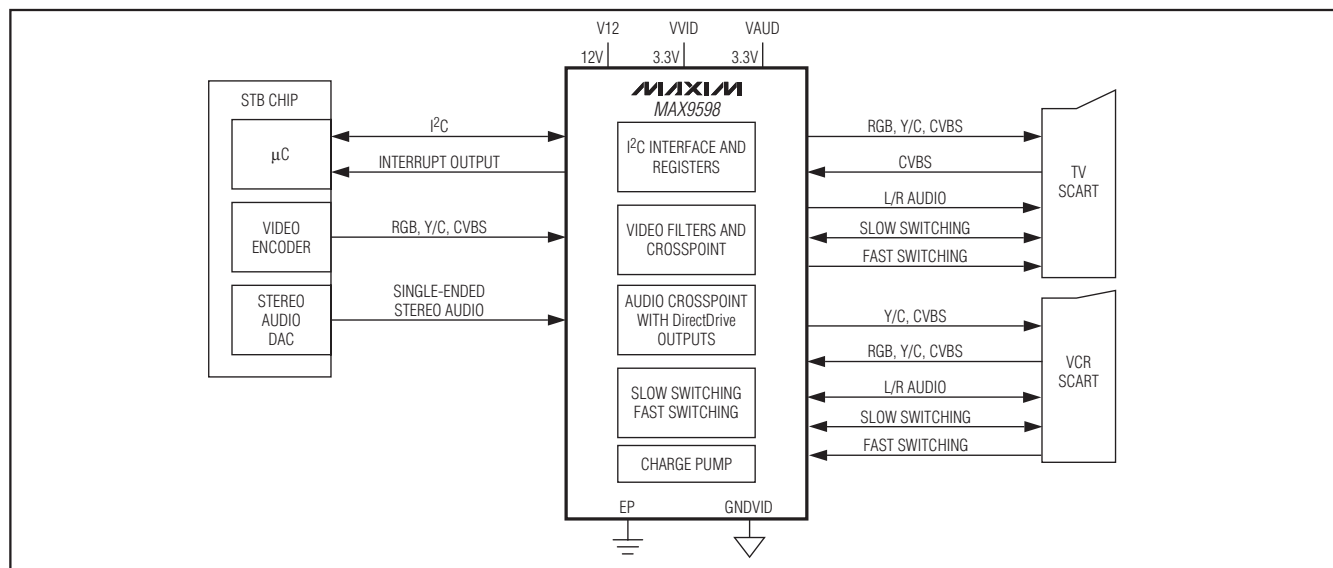 V12
VVID
VAUD
12V
3.3V
3.3V
STB CHIP
μC
VIDEO
ENCODER
STEREO
AUDIO
DAC
I²C
INTERRUPT OUTPUT
RGB, Y/C, CVBS
SINGLE-ENDED
STEREO AUDIO
MAXIM
MAX9598
I²C INTERFACE AND
REGISTERS
VIDEO FILTERS AND
CROSSPOINT
AUDIO CROSSPOINT
WITH DirectDrive
OUTPUTS
SLOW SWITCHING
FAST SWITCHING
CHARGE PUMP
EP
GNDVID
RGB, Y/C, CVBS
CVBS
L/R AUDIO
SLOW SWITCHING
FAST SWITCHING
TV
SCART
Y/C, CVBS
RGB, Y/C, CVBS
L/R AUDIO
SLOW SWITCHING
FAST SWITCHING
VCR
SCART